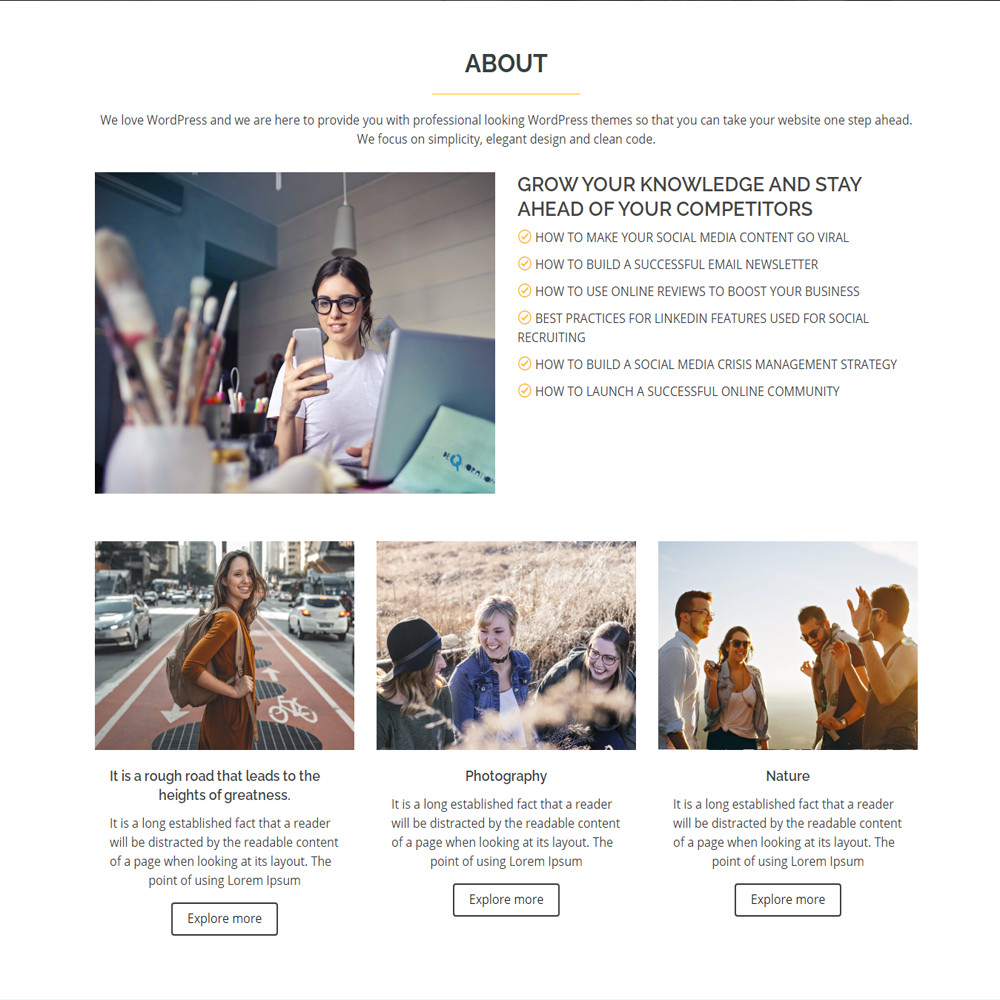 ABOUT
We love WordPress and we are here to provide you with professional looking WordPress themes so that you can take your website one step ahead.
We focus on simplicity, elegant design and clean code.
GROW YOUR KNOWLEDGE AND STAY
AHEAD OF YOUR COMPETITORS
HOW TO MAKE YOUR SOCIAL MEDIA CONTENT GO VIRAL
HOW TO BUILD A SUCCESSFUL EMAIL NEWSLETTER
HOW TO USE ONLINE REVIEWS TO BOOST YOUR BUSINESS
BEST PRACTICES FOR LINKEDIN FEATURES USED FOR SOCIAL
RECRUITING
HOW TO BUILD A SOCIAL MEDIA CRISIS MANAGEMENT STRATEGY
HOW TO LAUNCH A SUCCESSFUL ONLINE COMMUNITY
It is a rough road that leads to the
heights of greatness.
It is a long established fact that a reader
will be distracted by the readable content
of a page when looking at its layout. The
point of using Lorem Ipsum
Explore more
Photography
It is a long established fact that a reader
will be distracted by the readable content
of a page when looking at its layout. The
point of using Lorem Ipsum
Explore more
Nature
It is a long established fact that a reader
will be distracted by the readable content
of a page when looking at its layout. The
point of using Lorem Ipsum
Explore more